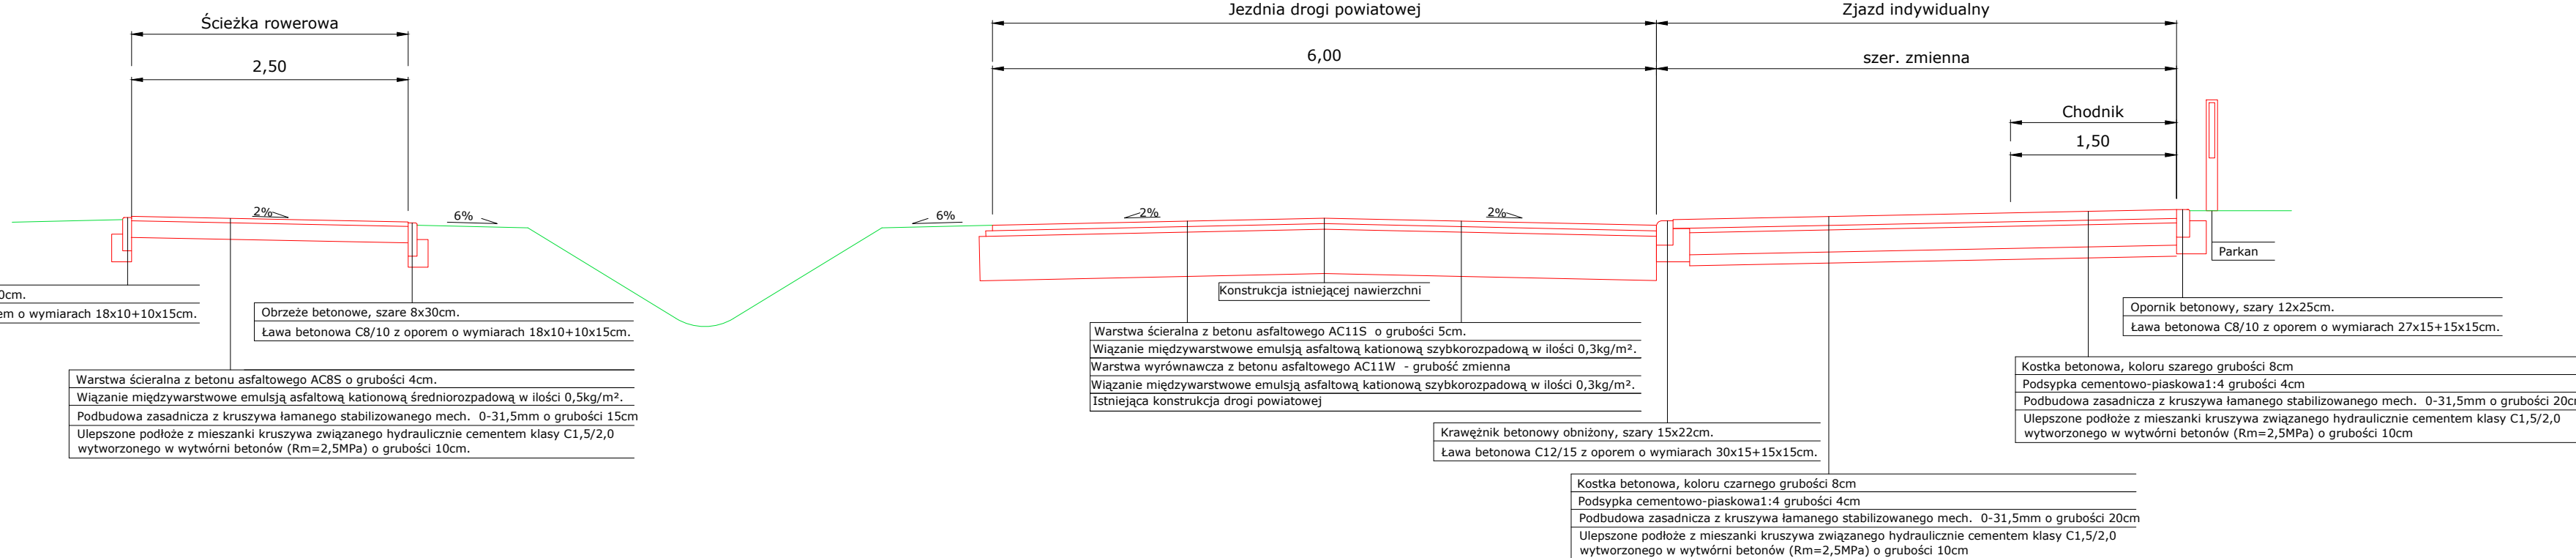 Ścieżka rowerowa
2,50
Jezdnia drogi powiatowej
6,00
Zjazd indywidualny
szer. zmienna
Chodnik
1,50
2%
6%
6%
2%
2%
Parkan
0cm.
em o wymiarach 18x10+10x15cm.
Obrzeże betonowe, szare 8x30cm.
Ława betonowa C8/10 z oporem o wymiarach 18x10+10x15cm.
Warstwa ścieralna z betonu asfaltowego AC8S o grubości 4cm.
Wiązanie międzywarstwowe emulsją asfaltową kationową średniorozpadową w ilości 0,5kg/m².
Podbudowa zasadnicza z kruszywa łamanego stabilizowanego mech. 0-31,5mm o grubości 15cm
Ulepszone podłoże z mieszanki kruszywa związanego hydraulicznie cementem klasy C1,5/2,0
wytworzonego w wytwórni betonów (Rm=2,5MPa) o grubości 10cm.
Konstrukcja istniejącej nawierzchni
Warstwa ścieralna z betonu asfaltowego AC11S o grubości 5cm.
Wiązanie międzywarstwowe emulsją asfaltową kationową szybkorozpadową w ilości 0,3kg/m².
Warstwa wyrównawcza z betonu asfaltowego AC11W - grubość zmienna
Wiązanie międzywarstwowe emulsją asfaltową kationową szybkorozpadową w ilości 0,3kg/m².
Istniejąca konstrukcja drogi powiatowej
Krawężnik betonowy obniżony, szary 15x22cm.
Ława betonowa C12/15 z oporem o wymiarach 30x15+15x15cm.
Kostka betonowa, koloru czarnego grubości 8cm
Podsypka cementowo-piaskowa1:4 grubości 4cm
Podbudowa zasadnicza z kruszywa łamanego stabilizowanego mech. 0-31,5mm o grubości 20cm
Ulepszone podłoże z mieszanki kruszywa związanego hydraulicznie cementem klasy C1,5/2,0
wytworzonego w wytwórni betonów (Rm=2,5MPa) o grubości 10cm
Opornik betonowy, szary 12x25cm.
Ława betonowa C8/10 z oporem o wymiarach 27x15+15x15cm.
Kostka betonowa, koloru szarego grubości 8cm
Podsypka cementowo-piaskowa1:4 grubości 4cm
Podbudowa zasadnicza z kruszywa łamanego stabilizowanego mech. 0-31,5mm o grubości 20c
Ulepszone podłoże z mieszanki kruszywa związanego hydraulicznie cementem klasy C1,5/2,0
wytworzonego w wytwórni betonów (Rm=2,5MPa) o grubości 10cm